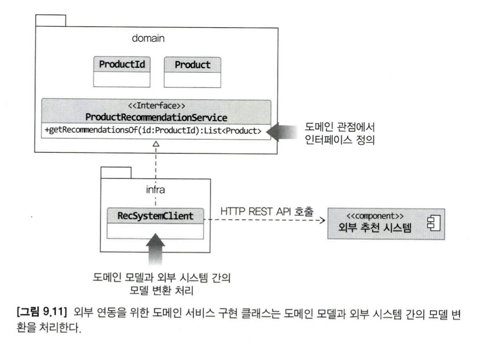 domain
ProductId
Product
<<Interface>>
ProductRecommendationService
+getRecommendationsOf(id:ProductId):List<Product>
도메인 관점에서
인터페이스 정의
infra
RecSystemClient
HTTP REST API 호출
<<component>>
외부 추천 시스템
도메인 모델과 외부 시스템 간의
모델 변환 처리
[그림 9.11] 외부 연동을 위한 도메인 서비스 구현 클래스는 도메인 모델과 외부 시스템 간의 모델 변
환을 처리한다.